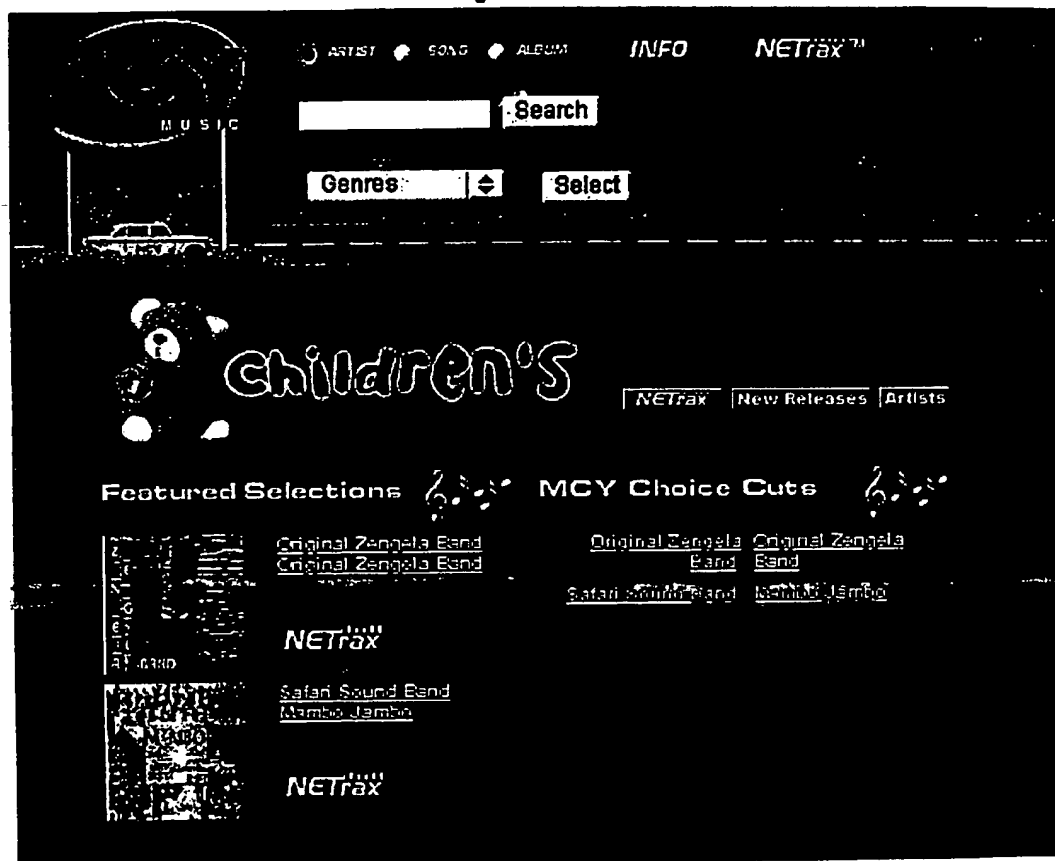 ARTIST SONG ALBUM INFO NETrax™
MUSIC
Search
Genres Select
Children's
NETrax New Releases Artists
Featured Selections MCY Choice Cuts
Original Zengela Band
Original Zengela Band
Original Zengela Band Original Zengela Band
Safari Sound Band Mambo Jambo
NETrax
Safari Sound Band
Mambo Jambo
NETrax